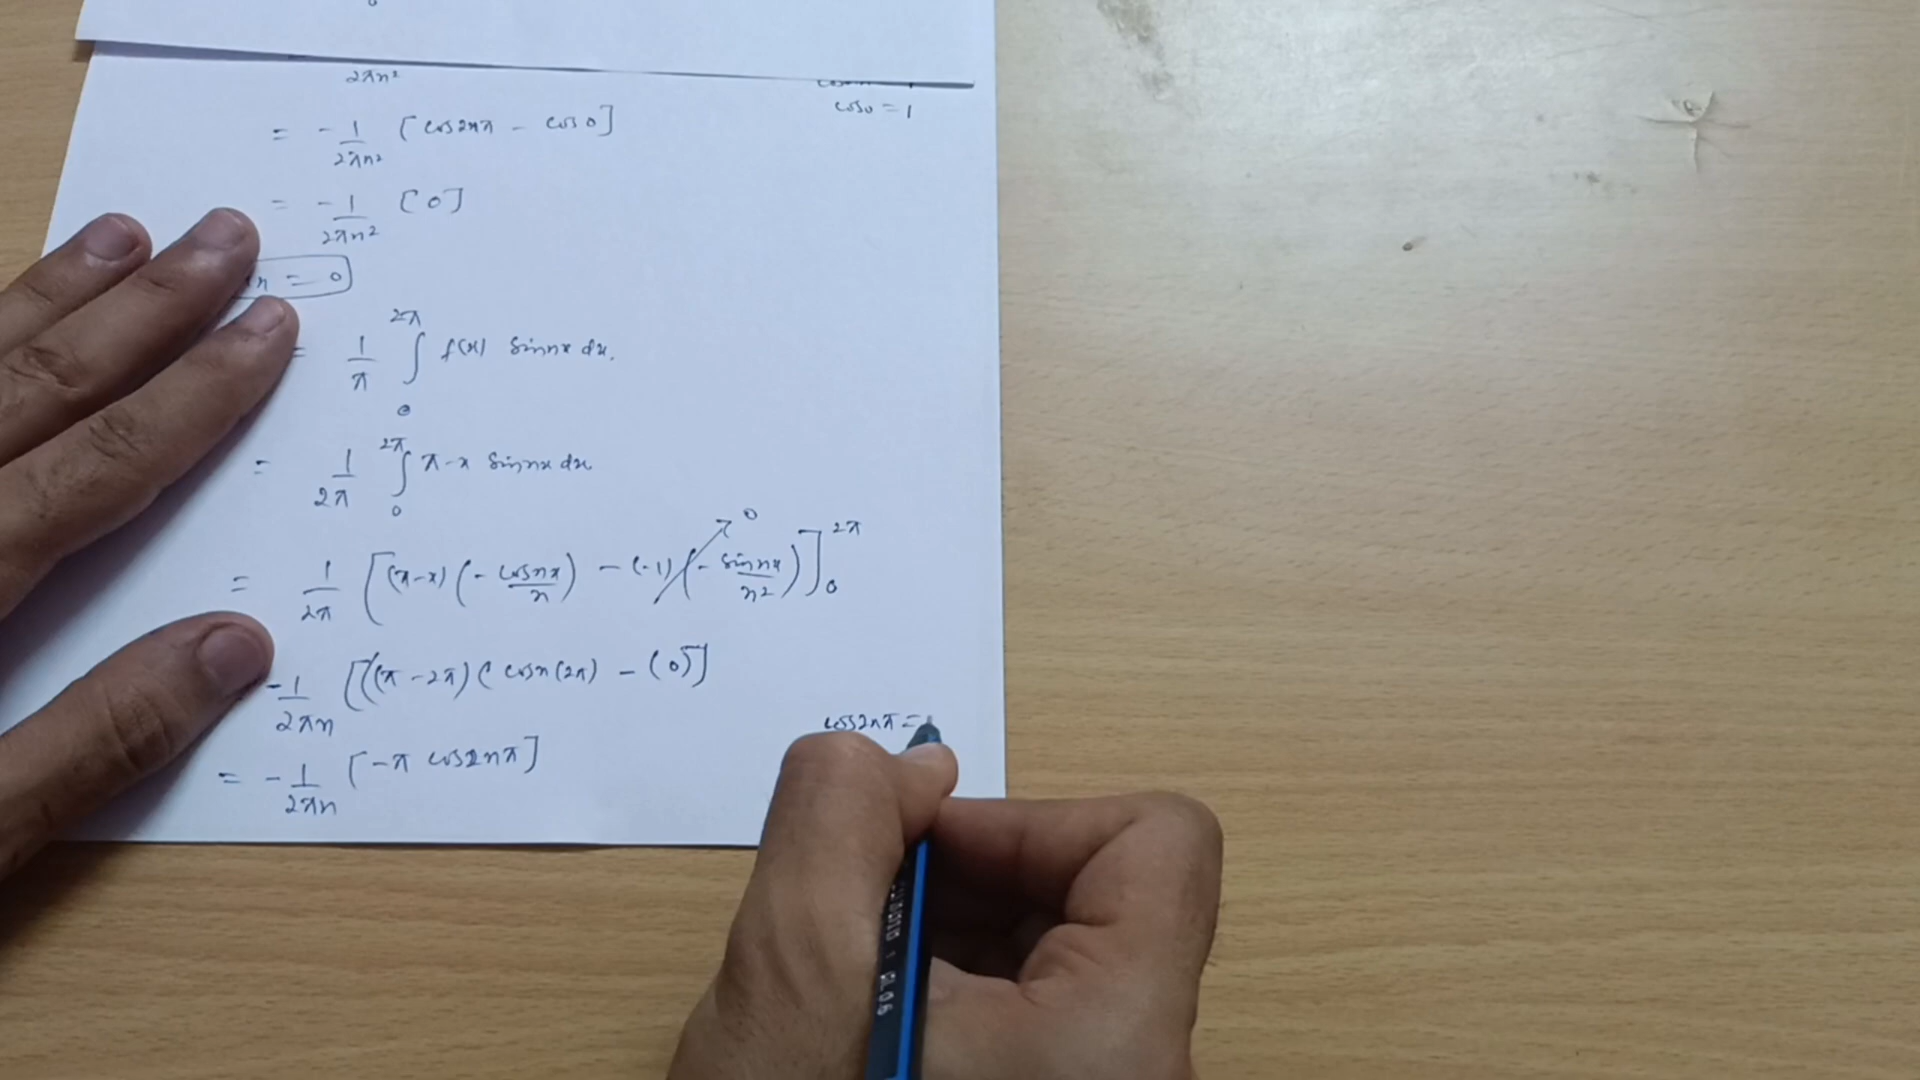 2πn²
cos0 = 1
= -1/2πn² [cos2nπ - cos0]
= -1/2πn² [0]
n = 0
= 1/π ∫₀^2π f(x) sinnx dx.
= 1/2π ∫₀^2π π-x sinnx dx
= 1/2π [(π-x)(-cosnx/n) - (-1)(-sinnx/n²)]₀^2π → 0
-1/2πn [((π-2π)(cosn(2π) - (0)]
cos2nπ =
= -1/2πn [-π cos2nπ]